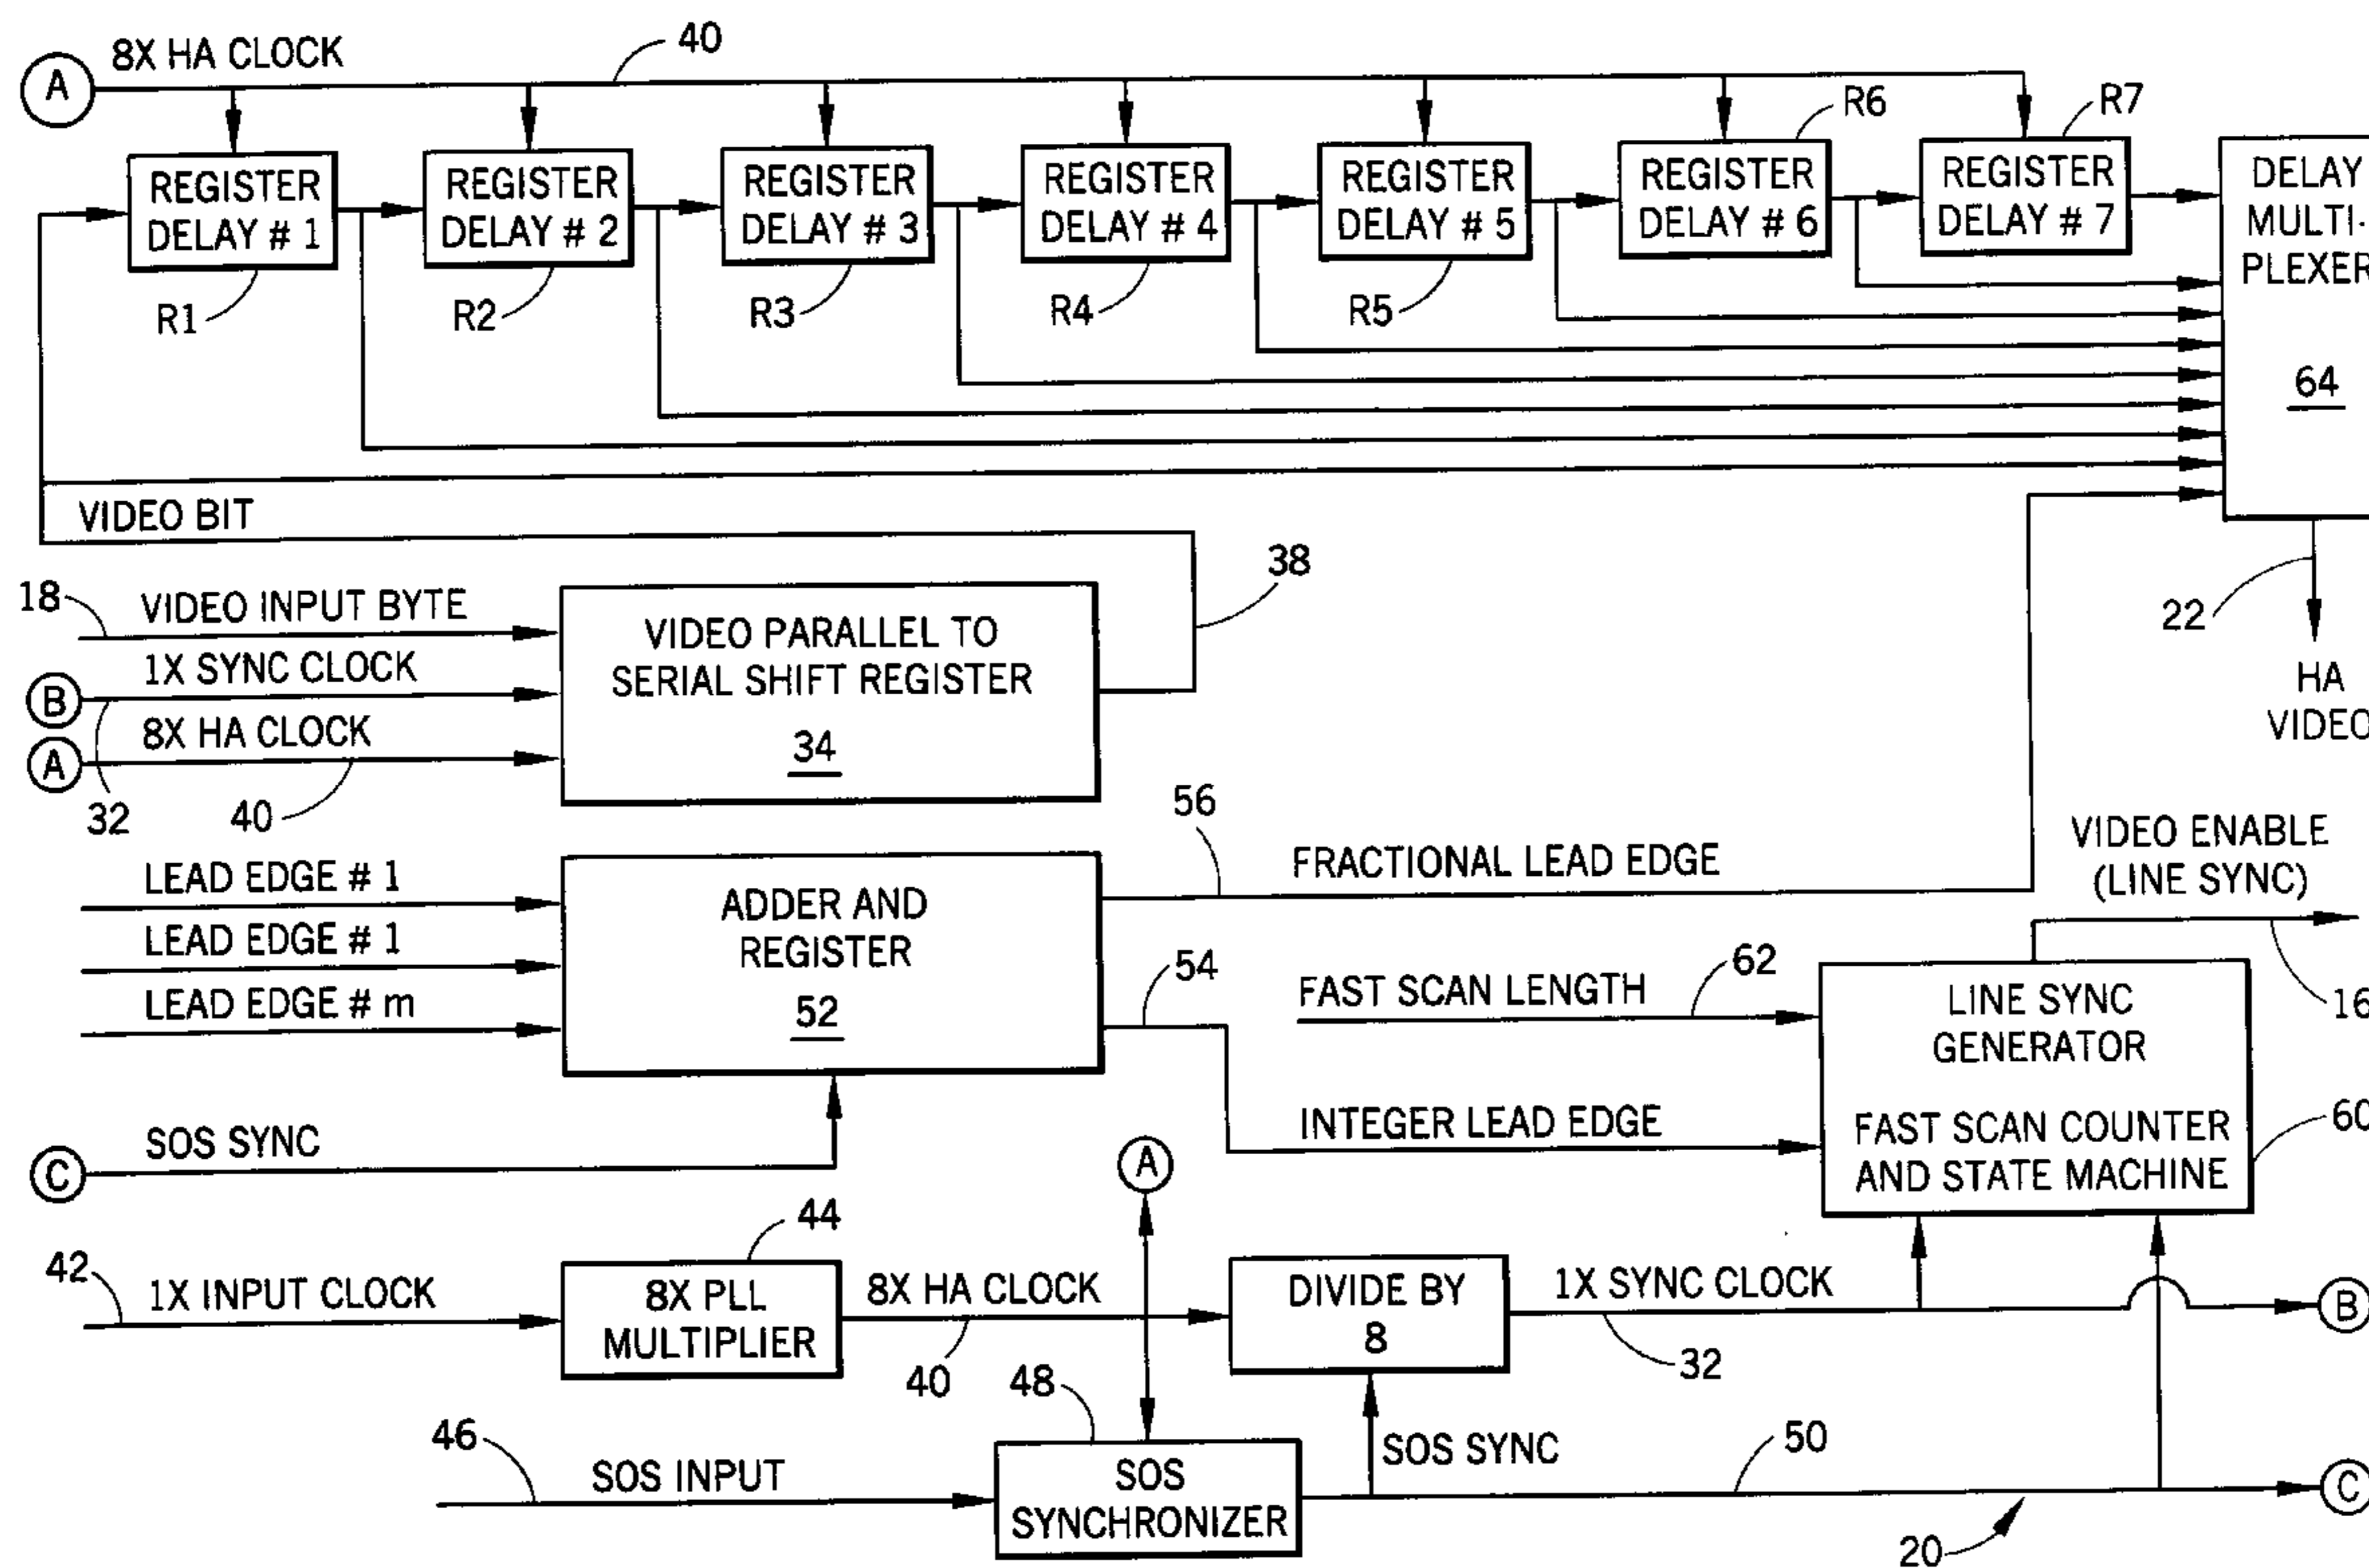 8X HA CLOCK
40
A
REGISTER
DELAY # 1
REGISTER
DELAY # 2
REGISTER
DELAY # 3
REGISTER
DELAY # 4
REGISTER
DELAY # 5
REGISTER
DELAY # 6
REGISTER
DELAY # 7
R1
R2
R3
R4
R5
R6
R7
DELAY
MULTI-
PLEXER
64
VIDEO BIT
38
22
HA
VIDEO
18
VIDEO INPUT BYTE
B
1X SYNC CLOCK
A
8X HA CLOCK
32
40
VIDEO PARALLEL TO
SERIAL SHIFT REGISTER
34
LEAD EDGE # 1
LEAD EDGE # 1
LEAD EDGE # m
ADDER AND
REGISTER
52
56
FRACTIONAL LEAD EDGE
54
VIDEO ENABLE
(LINE SYNC)
16
FAST SCAN LENGTH
62
INTEGER LEAD EDGE
LINE SYNC
GENERATOR
FAST SCAN COUNTER
AND STATE MACHINE
60
C
SOS SYNC
A
42
1X INPUT CLOCK
44
8X PLL
MULTIPLIER
8X HA CLOCK
40
DIVIDE BY
8
1X SYNC CLOCK
32
B
46
SOS INPUT
48
SOS
SYNCHRONIZER
SOS SYNC
50
C
20